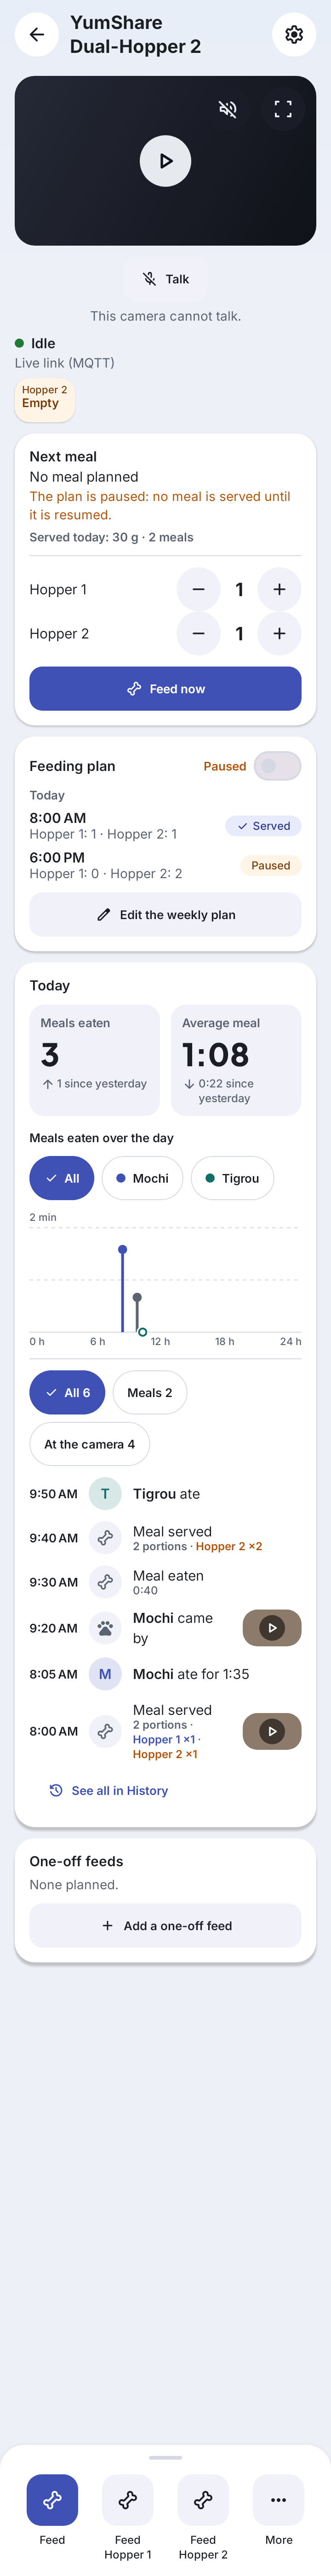 YumShare
Dual-Hopper 2
Talk
This camera cannot talk.
Idle
Live link (MQTT)
Hopper 2
Empty
Next meal
No meal planned
The plan is paused: no meal is served until
it is resumed.
Served today: 30 g · 2 meals
Hopper 1
1
Hopper 2
1
Feed now
Feeding plan
Paused
Today
8:00 AM
Hopper 1: 1 · Hopper 2: 1
Served
6:00 PM
Hopper 1: 0 · Hopper 2: 2
Paused
Edit the weekly plan
Today
Meals eaten
3
1 since yesterday
Average meal
1:08
0:22 since
yesterday
Meals eaten over the day
All
Mochi
Tigrou
2 min
0 h 6 h 12 h 18 h 24 h
All 6
Meals 2
At the camera 4
9:50 AM
T
Tigrou ate
9:40 AM
Meal served
2 portions · Hopper 2 ×2
9:30 AM
Meal eaten
0:40
9:20 AM
Mochi came
by
8:05 AM
M
Mochi ate for 1:35
8:00 AM
Meal served
2 portions ·
Hopper 1 ×1 ·
Hopper 2 ×1
See all in History
One-off feeds
None planned.
Add a one-off feed
Feed
Feed
Hopper 1
Feed
Hopper 2
More